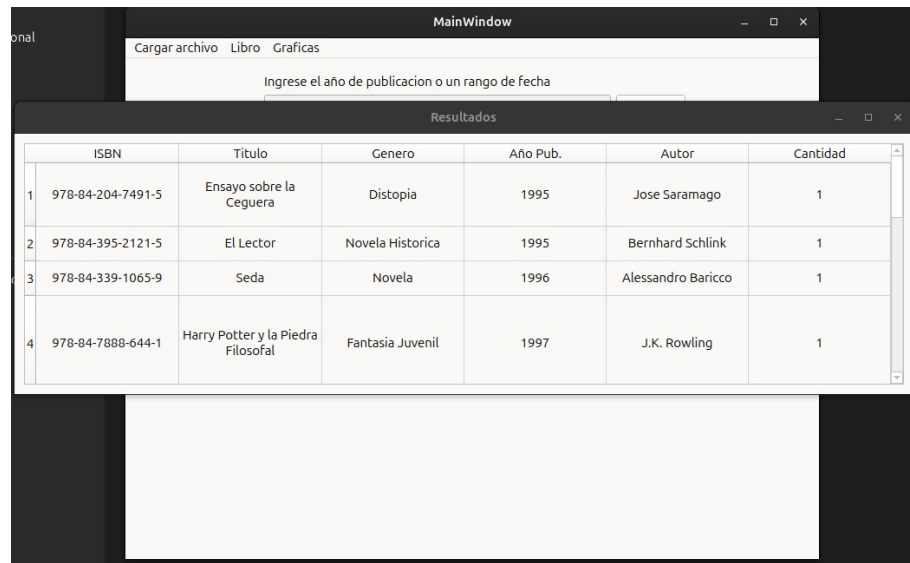 onal
MainWindow
Cargar archivo Libro Graficas
Ingrese el año de publicacion o un rango de fecha
Resultados
ISBN Titulo Genero Año Pub. Autor Cantidad
1 978-84-204-7491-5 Ensayo sobre la Ceguera Distopia 1995 Jose Saramago 1
2 978-84-395-2121-5 El Lector Novela Historica 1995 Bernhard Schlink 1
3 978-84-339-1065-9 Seda Novela 1996 Alessandro Baricco 1
4 978-84-7888-644-1 Harry Potter y la Piedra Filosofal Fantasia Juvenil 1997 J.K. Rowling 1